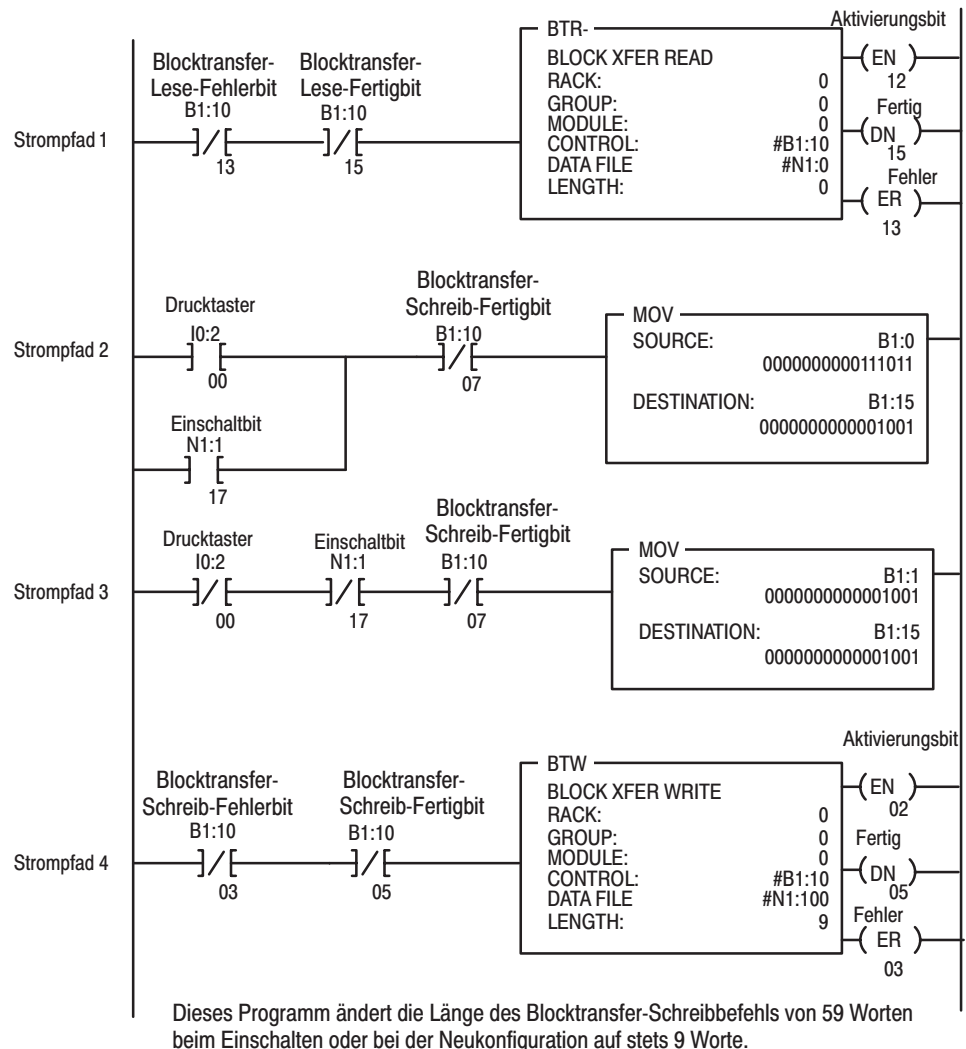 Aktivierungsbit
Blocktransfer-
Lese-Fehlerbit
B1:10
Blocktransfer-
Lese-Fertigbit
B1:10
Strompfad 1
13
15
BTR-
BLOCK XFER READ
RACK: 0
GROUP: 0
MODULE: 0
CONTROL: #B1:10
DATA FILE #N1:0
LENGTH: 0
EN
12
Fertig
DN
15
Fehler
ER
13
Drucktaster
I0:2
Strompfad 2
00
Einschaltbit
N1:1
17
Blocktransfer-
Schreib-Fertigbit
B1:10
07
MOV
SOURCE: B1:0
0000000000111011
DESTINATION: B1:15
0000000000001001
Drucktaster
I0:2
Strompfad 3
00
Einschaltbit
N1:1
17
Blocktransfer-
Schreib-Fertigbit
B1:10
07
MOV
SOURCE: B1:1
0000000000001001
DESTINATION: B1:15
0000000000001001
Aktivierungsbit
Blocktransfer-
Schreib-Fehlerbit
B1:10
Blocktransfer-
Schreib-Fertigbit
B1:10
Strompfad 4
03
05
BTW
BLOCK XFER WRITE
RACK: 0
GROUP: 0
MODULE: 0
CONTROL: #B1:10
DATA FILE #N1:100
LENGTH: 9
EN
02
Fertig
DN
05
Fehler
ER
03
Dieses Programm ändert die Länge des Blocktransfer-Schreibbefehls von 59 Worten
beim Einschalten oder bei der Neukonfiguration auf stets 9 Worte.